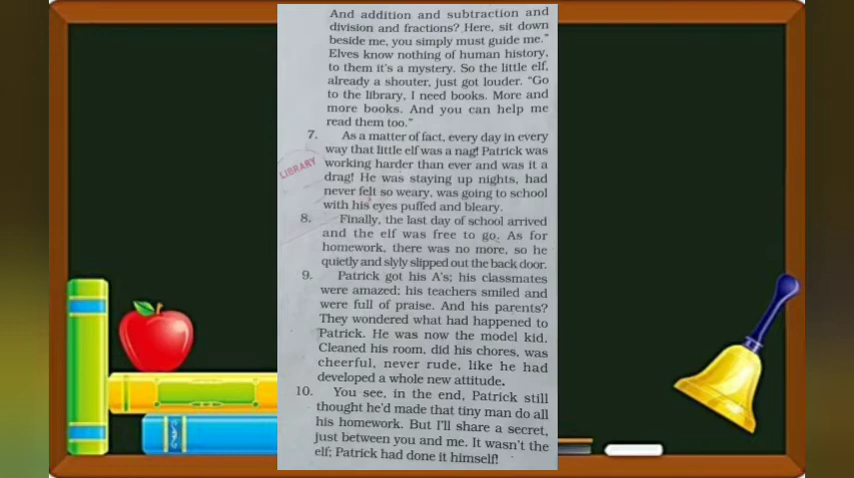 And addition and subtraction and
division and fractions? Here, sit down
beside me, you simply must guide me."
Elves know nothing of human history,
to them it's a mystery. So the little elf,
already a shouter, just got louder. "Go
to the library, I need books. More and
more books. And you can help me
read them too."
7. As a matter of fact, every day in every
way that little elf was a nag! Patrick was
working harder than ever and was it a
drag! He was staying up nights, had
never felt so weary, was going to school
with his eyes puffed and bleary.
LIBRARY
8. Finally, the last day of school arrived
and the elf was free to go. As for
homework, there was no more, so he
quietly and slyly slipped out the back door.
9. Patrick got his A's; his classmates
were amazed; his teachers smiled and
were full of praise. And his parents?
They wondered what had happened to
Patrick. He was now the model kid.
Cleaned his room, did his chores, was
cheerful, never rude, like he had
developed a whole new attitude.
10. You see, in the end, Patrick still
thought he'd made that tiny man do all
his homework. But I'll share a secret,
just between you and me. It wasn't the
elf; Patrick had done it himself!